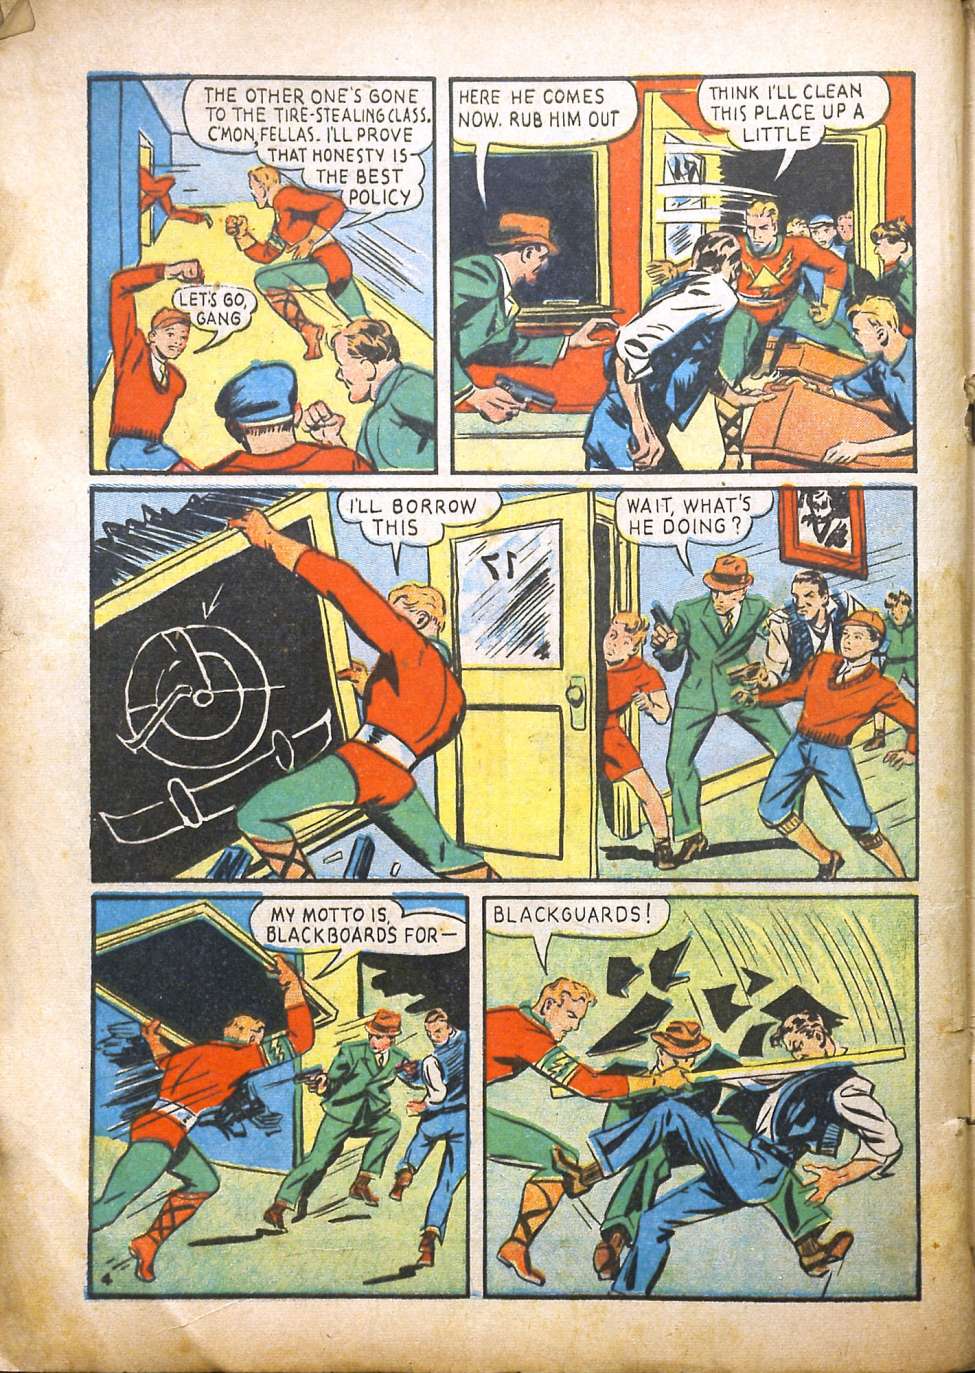 THE OTHER ONE'S GONE
TO THE TIRE-STEALING CLASS.
C'MON, FELLAS. I'LL PROVE
THAT HONESTY IS
THE BEST
POLICY
LET'S GO,
GANG
HERE HE COMES
NOW. RUB HIM OUT
THINK I'LL CLEAN
THIS PLACE UP A
LITTLE
I'LL BORROW
THIS
17
WAIT, WHAT'S
HE DOING?
MY MOTTO IS,
BLACKBOARDS FOR—
4
BLACKGUARDS!